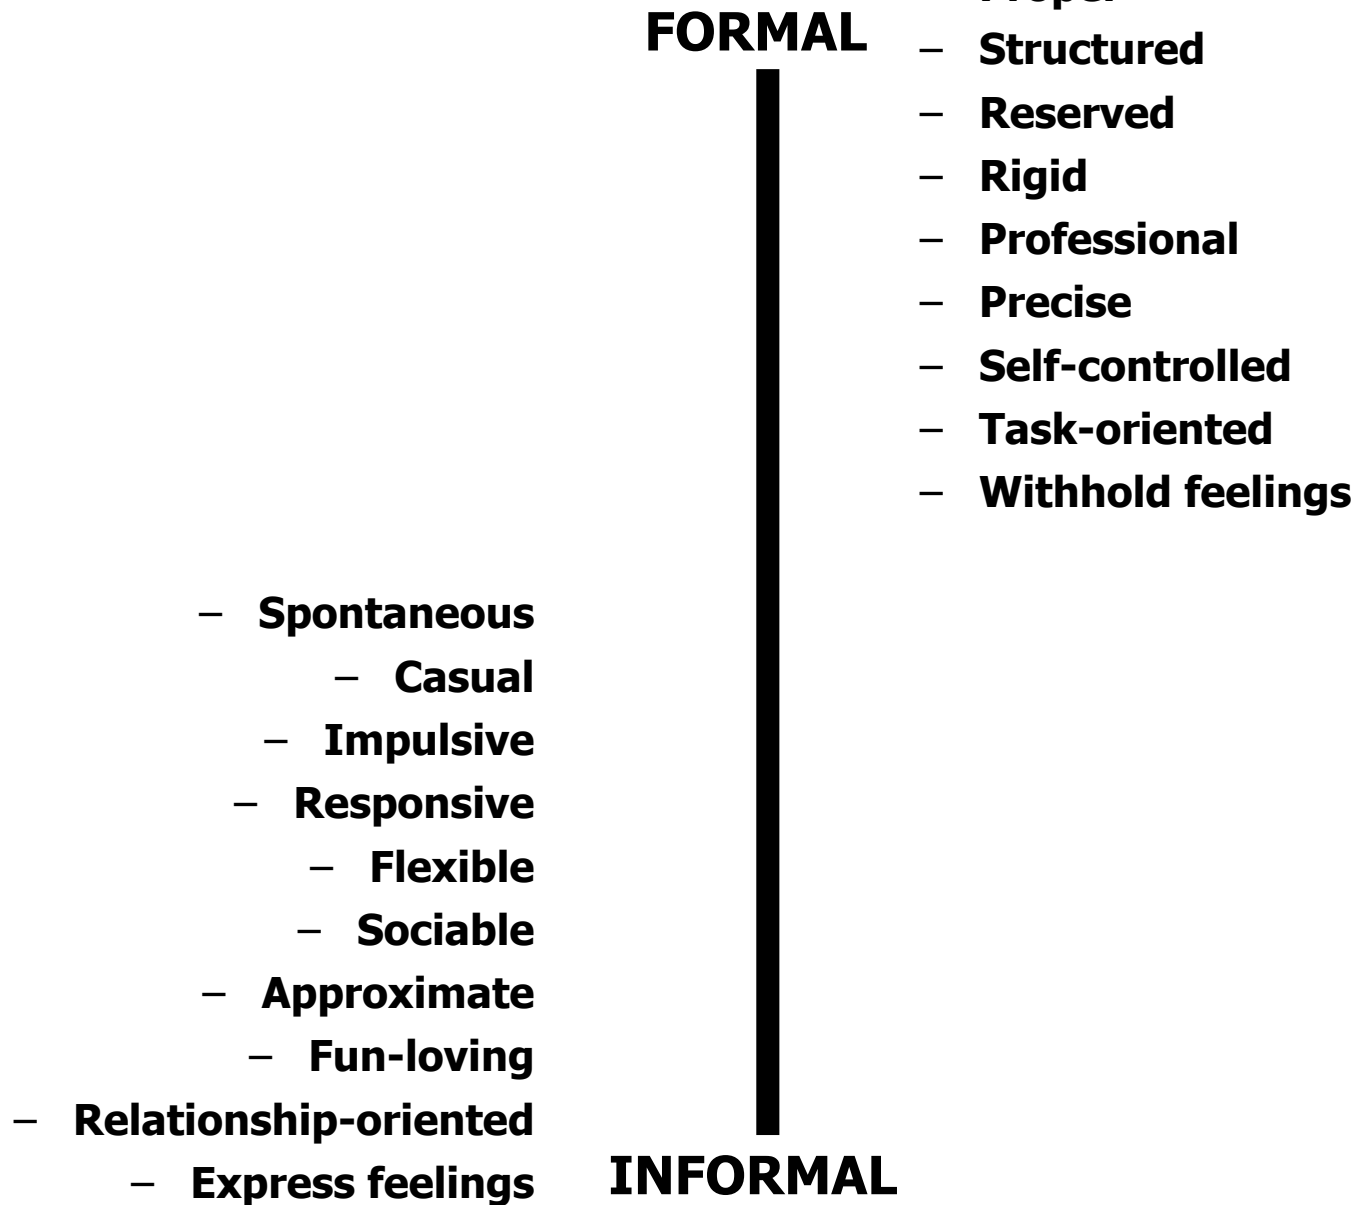 FORMAL
– Structured
– Reserved
– Rigid
– Professional
– Precise
– Self-controlled
– Task-oriented
– Withhold feelings
– Spontaneous
– Casual
– Impulsive
– Responsive
– Flexible
– Sociable
– Approximate
– Fun-loving
– Relationship-oriented
– Express feelings
INFORMAL